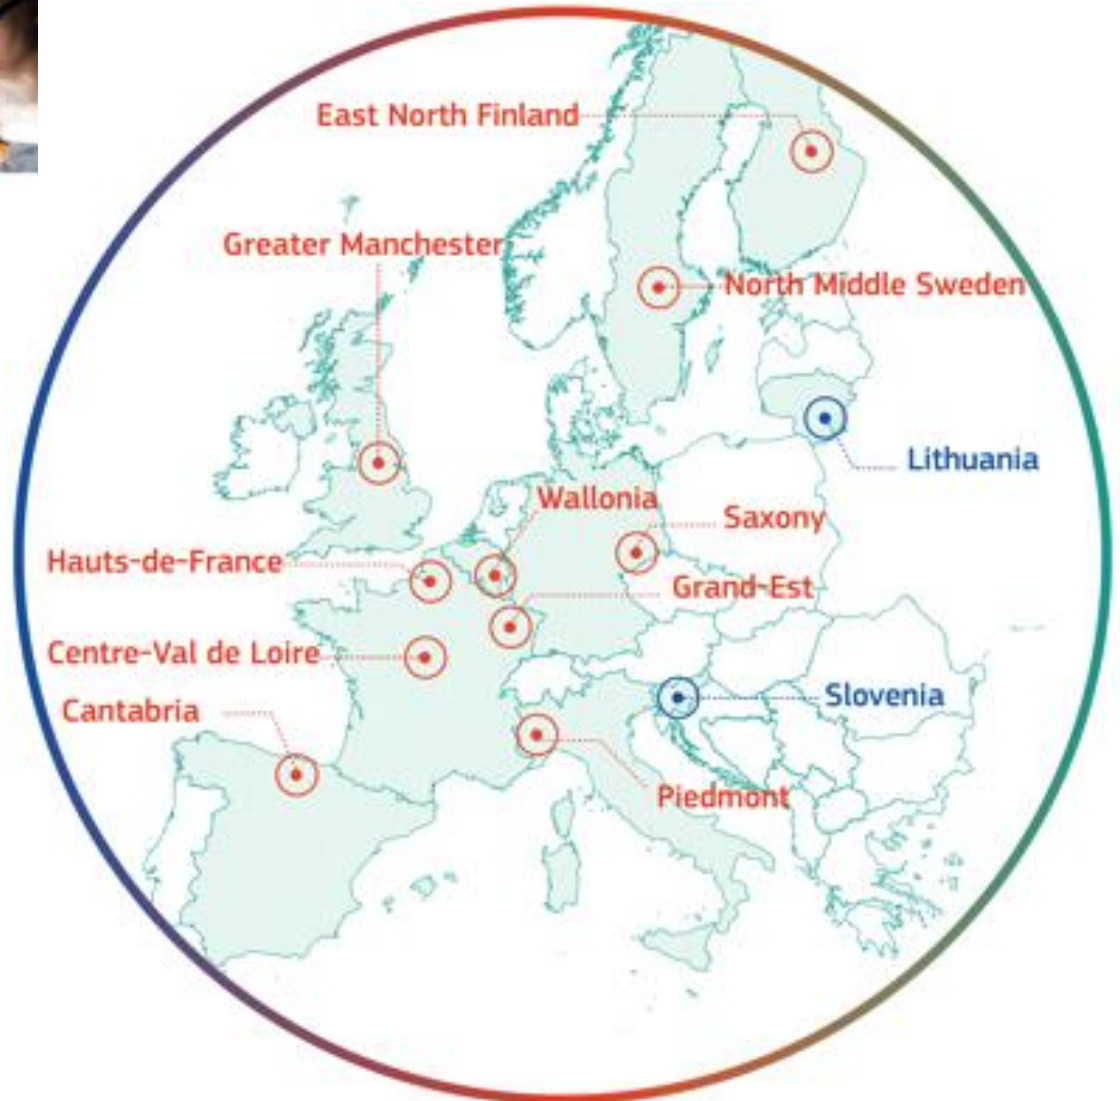 East North Finland
Greater Manchester
North Middle Sweden
Lithuania
Wallonia
Saxony
Hauts-de-France
Grand-Est
Centre-Val de Loire
Slovenia
Cantabria
Piedmont